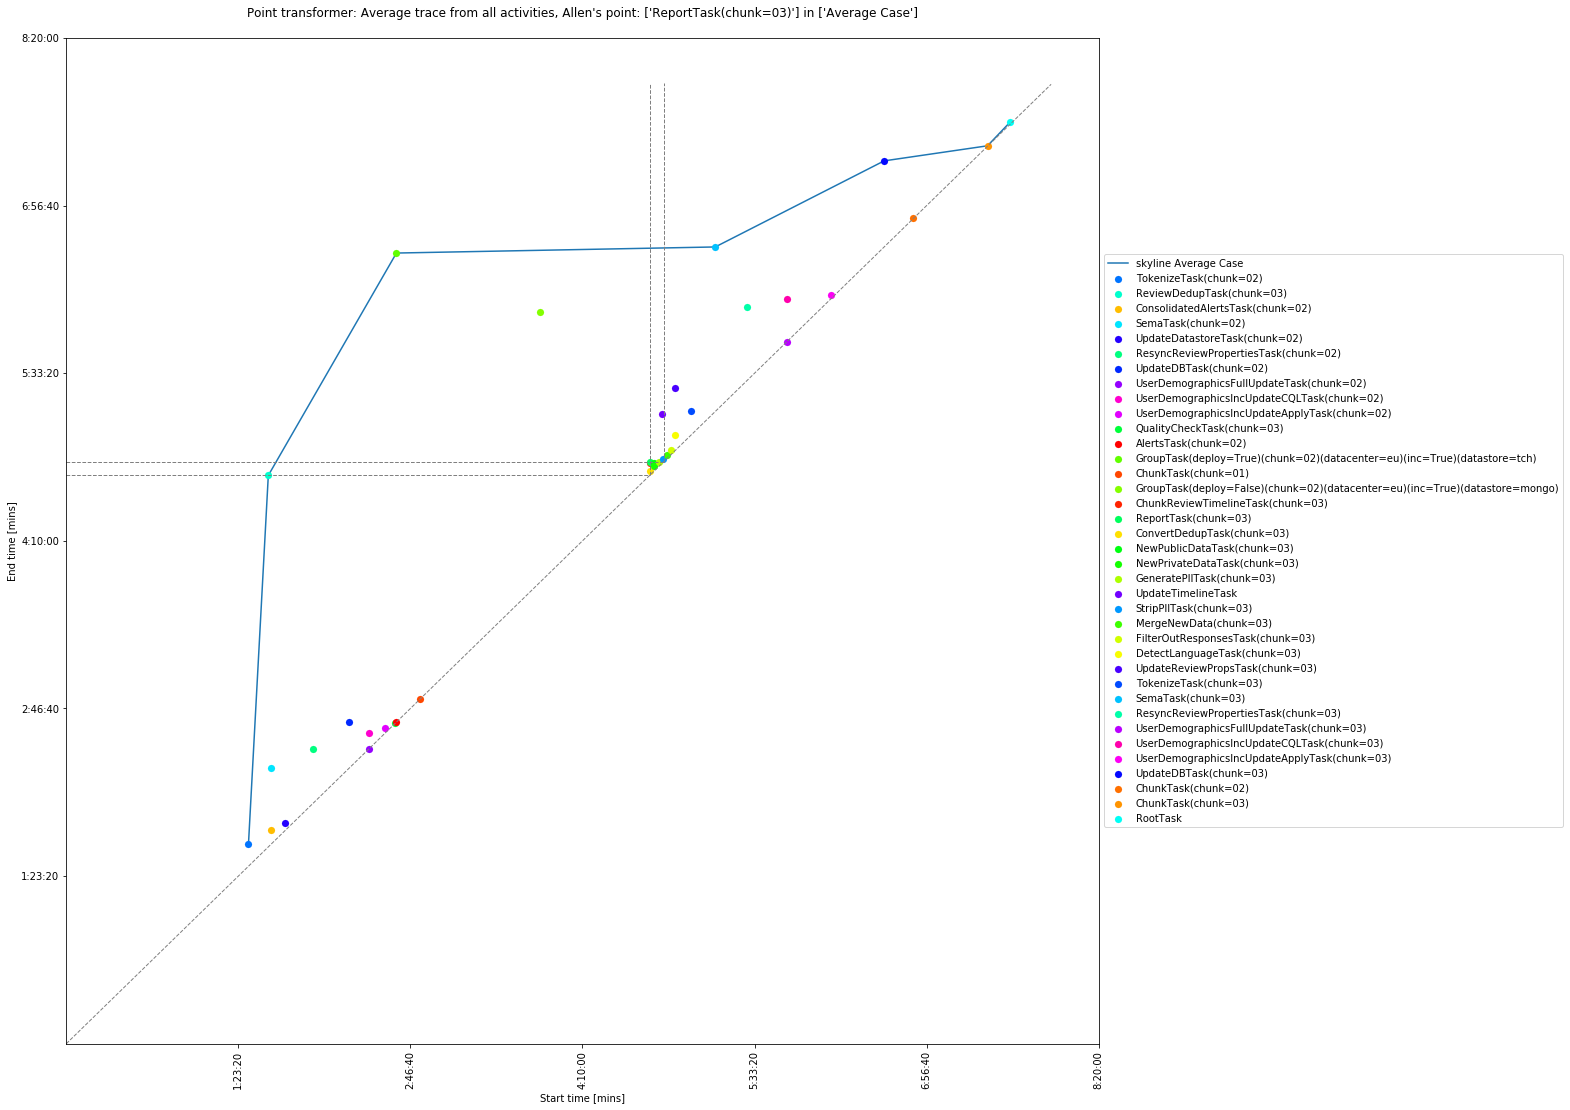 Point transformer: Average trace from all activities, Allen's point: ['ReportTask(chunk=03)'] in ['Average Case']
8:20:00
6:56:40
5:33:20
4:10:00
2:46:40
1:23:20
End time [mins]
1:23:20
2:46:40
4:10:00
5:33:20
6:56:40
8:20:00
Start time [mins]
skyline Average Case
TokenizeTask(chunk=02)
ReviewDedupTask(chunk=03)
ConsolidatedAlertsTask(chunk=02)
SemaTask(chunk=02)
UpdateDatastoreTask(chunk=02)
ResyncReviewPropertiesTask(chunk=02)
UpdateDBTask(chunk=02)
UserDemographicsFullUpdateTask(chunk=02)
UserDemographicsIncUpdateCQLTask(chunk=02)
UserDemographicsIncUpdateApplyTask(chunk=02)
QualityCheckTask(chunk=03)
AlertsTask(chunk=02)
GroupTask(deploy=True)(chunk=02)(datacenter=eu)(inc=True)(datastore=tch)
ChunkTask(chunk=01)
GroupTask(deploy=False)(chunk=02)(datacenter=eu)(inc=True)(datastore=mongo)
ChunkReviewTimelineTask(chunk=03)
ReportTask(chunk=03)
ConvertDedupTask(chunk=03)
NewPublicDataTask(chunk=03)
NewPrivateDataTask(chunk=03)
GeneratePIITask(chunk=03)
UpdateTimelineTask
StripPIITask(chunk=03)
MergeNewData(chunk=03)
FilterOutResponsesTask(chunk=03)
DetectLanguageTask(chunk=03)
UpdateReviewPropsTask(chunk=03)
TokenizeTask(chunk=03)
SemaTask(chunk=03)
ResyncReviewPropertiesTask(chunk=03)
UserDemographicsFullUpdateTask(chunk=03)
UserDemographicsIncUpdateCQLTask(chunk=03)
UserDemographicsIncUpdateApplyTask(chunk=03)
UpdateDBTask(chunk=03)
ChunkTask(chunk=02)
ChunkTask(chunk=03)
RootTask